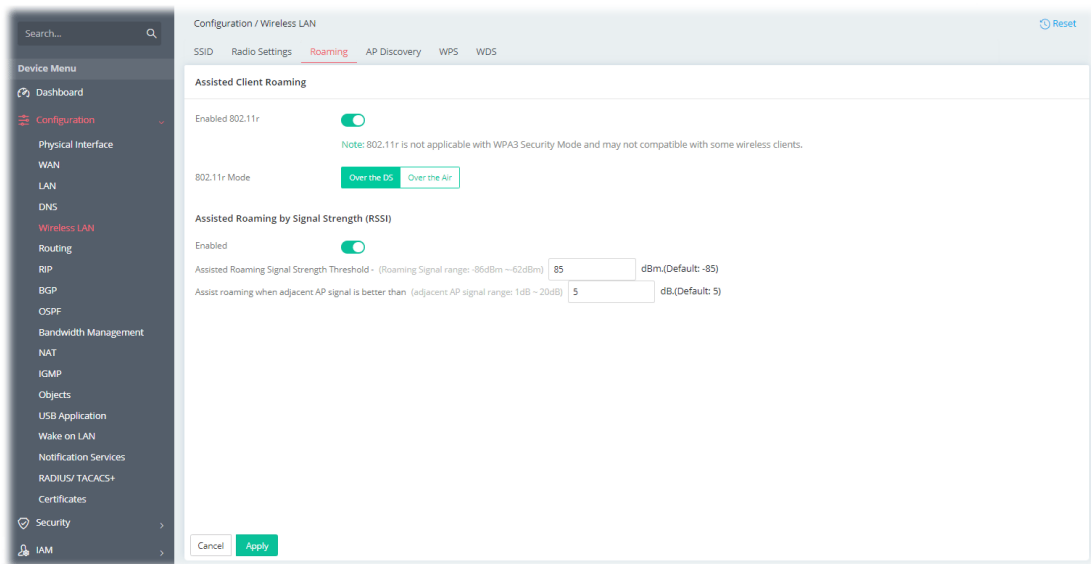 Search...
Device Menu
Dashboard
Configuration
Physical Interface
WAN
LAN
DNS
Wireless LAN
Routing
RIP
BGP
OSPF
Bandwidth Management
NAT
IGMP
Objects
USB Application
Wake on LAN
Notification Services
RADIUS/ TACACS+
Certificates
Security
IAM
Configuration / Wireless LAN
Reset
SSID Radio Settings Roaming AP Discovery WPS WDS
Assisted Client Roaming
Enabled 802.11r
Note: 802.11r is not applicable with WPA3 Security Mode and may not compatible with some wireless clients.
802.11r Mode Over the DS Over the Air
Assisted Roaming by Signal Strength (RSSI)
Enabled
Assisted Roaming Signal Strength Threshold - (Roaming Signal range: -86dBm ~-62dBm) 85 dBm.(Default: -85)
Assist roaming when adjacent AP signal is better than (adjacent AP signal range: 1dB ~ 20dB) 5 dB.(Default: 5)
Cancel Apply